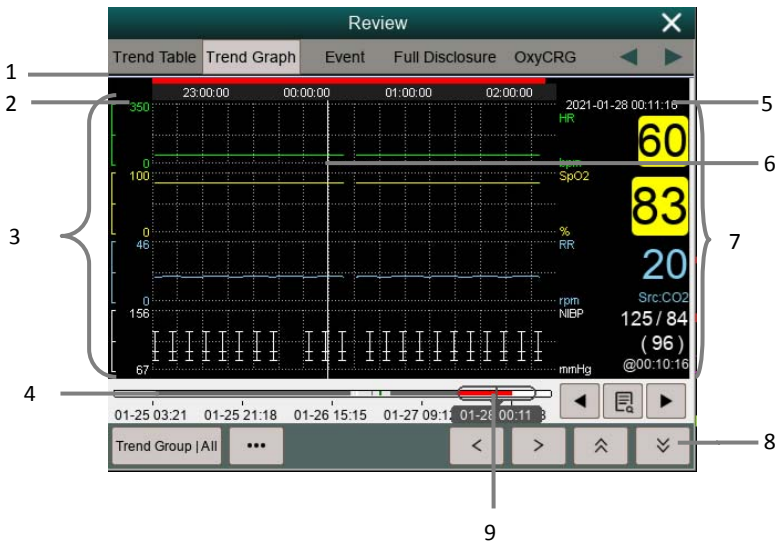 Review
Trend Table Trend Graph Event Full Disclosure OxyCRG
1
23:00:00 00:00:00 01:00:00 02:00:00
2
350
2021-01-28 00:11:16
5
HR
60
0
bpm
6
100
SpO2
83
3
0
%
7
46
RR
20
0
rpm
Src:CO2
156
NIBP
125 / 84
( 96 )
67
mmHg
@00:10:16
4
01-25 03:21 01-25 21:18 01-26 15:15 01-27 09:1 01-28 00:11
Trend Group | All ••• < >
8
9